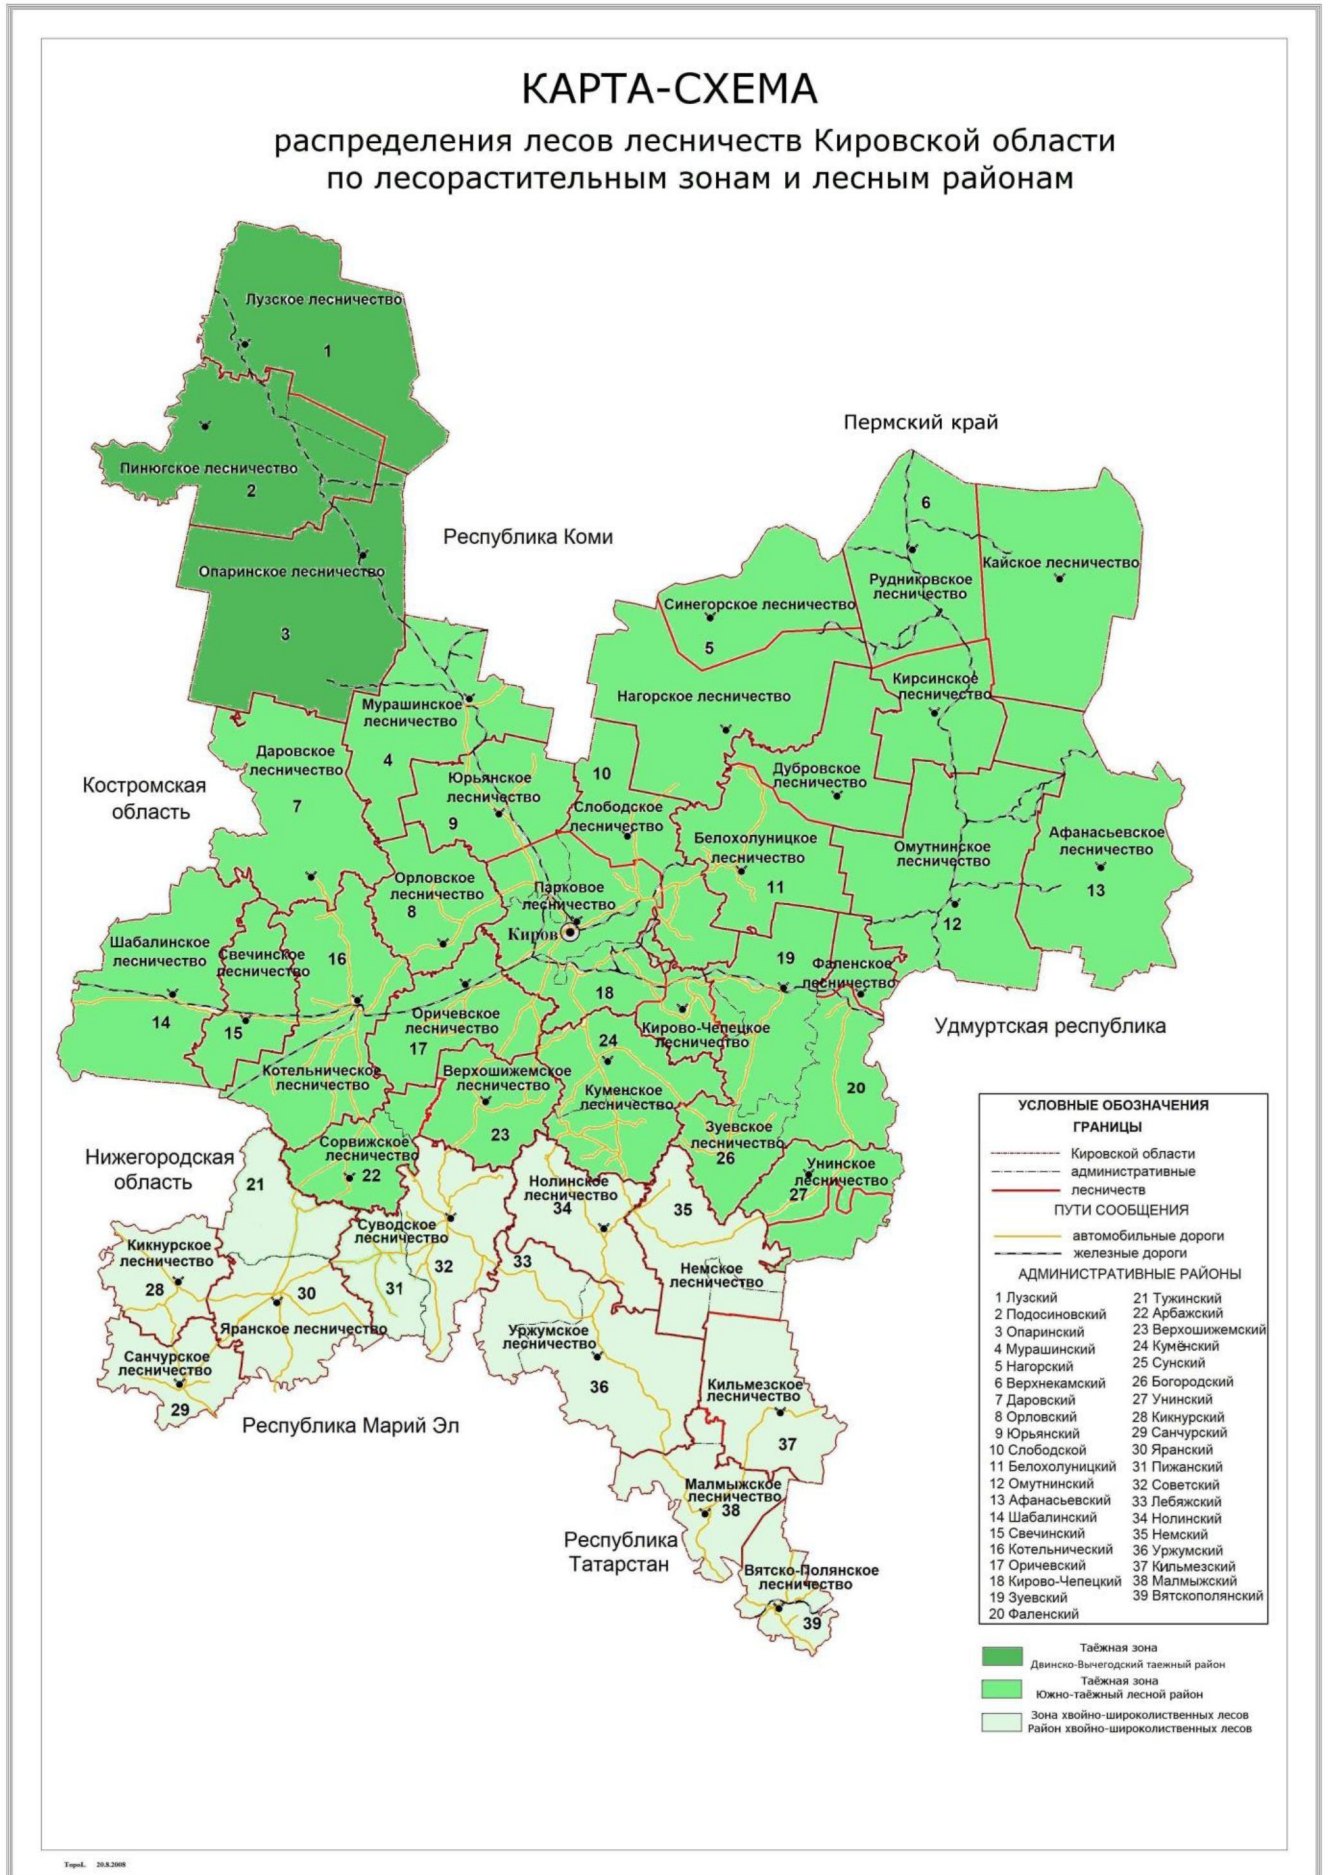 КАРТА-СХЕМА
распределения лесов лесничеств Кировской области
по лесорастительным зонам и лесным районам
Лузское лесничество
1
Пермский край
Пинюгское лесничество
2
6
Республика Коми
Опаринское лесничество
3
Кайское лесничество
Рудниковское
лесничество
Синегорское лесничество
5
Нагорское лесничество
Кирсинское
лесничество
Мурашинское
лесничество
4
Даровское
лесничество
7
Костромская
область
Юрьянское
лесничество
9
10
Слободское
лесничество
Дубровское
лесничество
Белохолуницкое
лесничество
11
Омутнинское
лесничество
12
Афанасьевское
лесничество
13
Орловское
лесничество
8
Парковое
лесничество
Киров
Шабалинское
лесничество
14
Свечинское
лесничество
15
16
19
Фаленское
лесничество
18
Оричевское
лесничество
17
Кирово-Чепецкое
лесничество
Удмуртская республика
24
Котельническое
лесничество
Верхошижемское
лесничество
23
Куменское
лесничество
20
Зуевское
лесничество
26
Сорвижское
лесничество
22
Унинское
лесничество
27
Нижегородская
область
21
Нолинское
лесничество
34
35
Суводское
лесничество
31
32
33
Кикнурское
лесничество
28
Немское
лесничество
30
Яранское лесничество
Уржумское
лесничество
36
Санчурское
лесничество
29
Кильмезское
лесничество
37
Республика Марий Эл
Малмыжское
лесничество
38
Республика
Татарстан
Вятско-Полянское
лесничество
39
УСЛОВНЫЕ ОБОЗНАЧЕНИЯ
ГРАНИЦЫ
Кировской области
административные
лесничеств
ПУТИ СООБЩЕНИЯ
автомобильные дороги
железные дороги
АДМИНИСТРАТИВНЫЕ РАЙОНЫ
1 Лузский
2 Подосиновский
3 Опаринский
4 Мурашинский
5 Нагорский
6 Верхнекамский
7 Даровский
8 Орловский
9 Юрьянский
10 Слободской
11 Белохолуницкий
12 Омутнинский
13 Афанасьевский
14 Шабалинский
15 Свечинский
16 Котельнический
17 Оричевский
18 Кирово-Чепецкий
19 Зуевский
20 Фаленский
21 Тужинский
22 Арбажский
23 Верхошижемский
24 Кумёнский
25 Сунский
26 Богородский
27 Унинский
28 Кикнурский
29 Санчурский
30 Яранский
31 Пижанский
32 Советский
33 Лебяжский
34 Нолинский
35 Немский
36 Уржумский
37 Кильмезский
38 Малмыжский
39 Вятскополянский
Таёжная зона
Двинско-Вычегодский таежный район
Таёжная зона
Южно-таёжный лесной район
Зона хвойно-широколиственных лесов
Район хвойно-широколиственных лесов
TopoL 20.8.2008